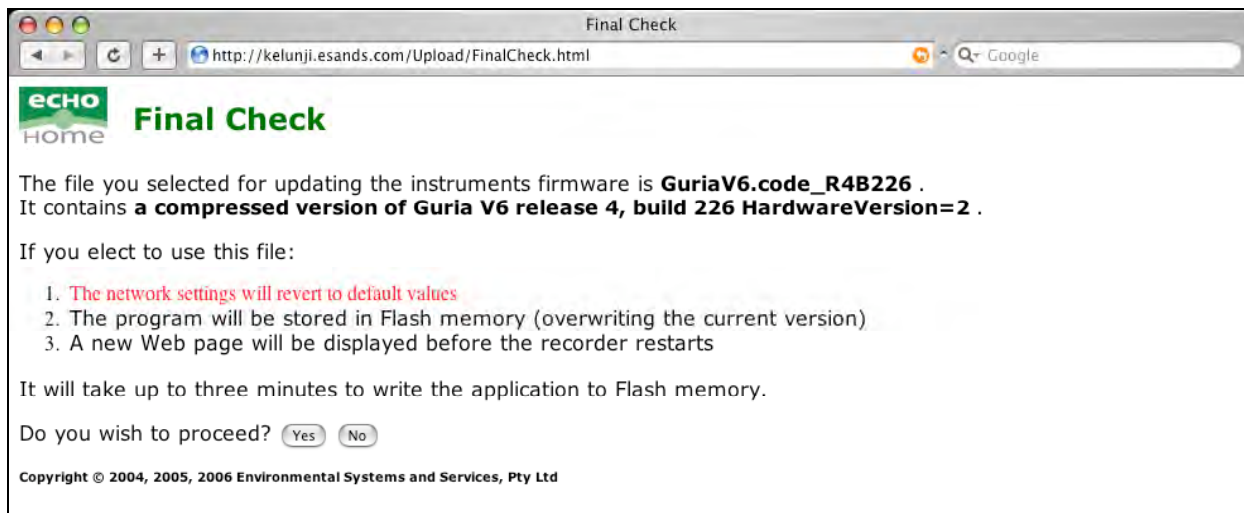 Final Check
http://kelunji.esands.com/Upload/FinalCheck.html
Google
ecHo
Home
Final Check
The file you selected for updating the instruments firmware is GuriaV6.code_R4B226 .
It contains a compressed version of Guria V6 release 4, build 226 HardwareVersion=2 .
If you elect to use this file:
1. The network settings will revert to default values
2. The program will be stored in Flash memory (overwriting the current version)
3. A new Web page will be displayed before the recorder restarts
It will take up to three minutes to write the application to Flash memory.
Do you wish to proceed? Yes No
Copyright © 2004, 2005, 2006 Environmental Systems and Services, Pty Ltd